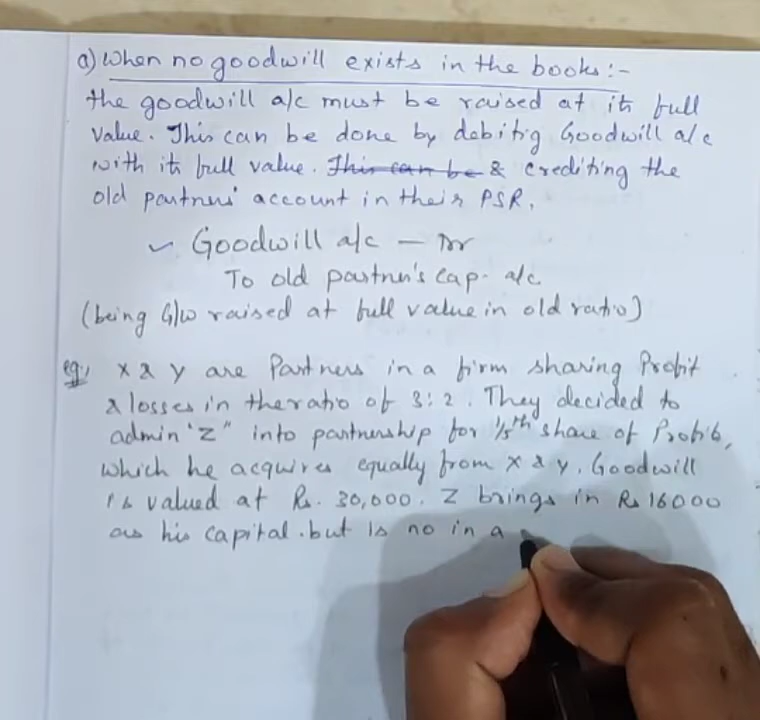 a) When no goodwill exists in the books :-
the goodwill a/c must be raised at its full
value. This can be done by debitig Goodwill a/c
with its full value. This can be & crediting the
old partners' account in their PSR.
Goodwill a/c – Dr
To old partner's Cap. a/c
(being G/w raised at full value in old ratio)
eg:, X & Y are Partners in a firm sharing Profit
& losses in the ratio of 3:2. They decided to
admin "Z" into partnership for 1/5th share of Profits,
which he acquires equally from X & Y. Goodwill
is valued at Rs. 30,000. Z brings in Rs 16000
as his capital. but is no in a